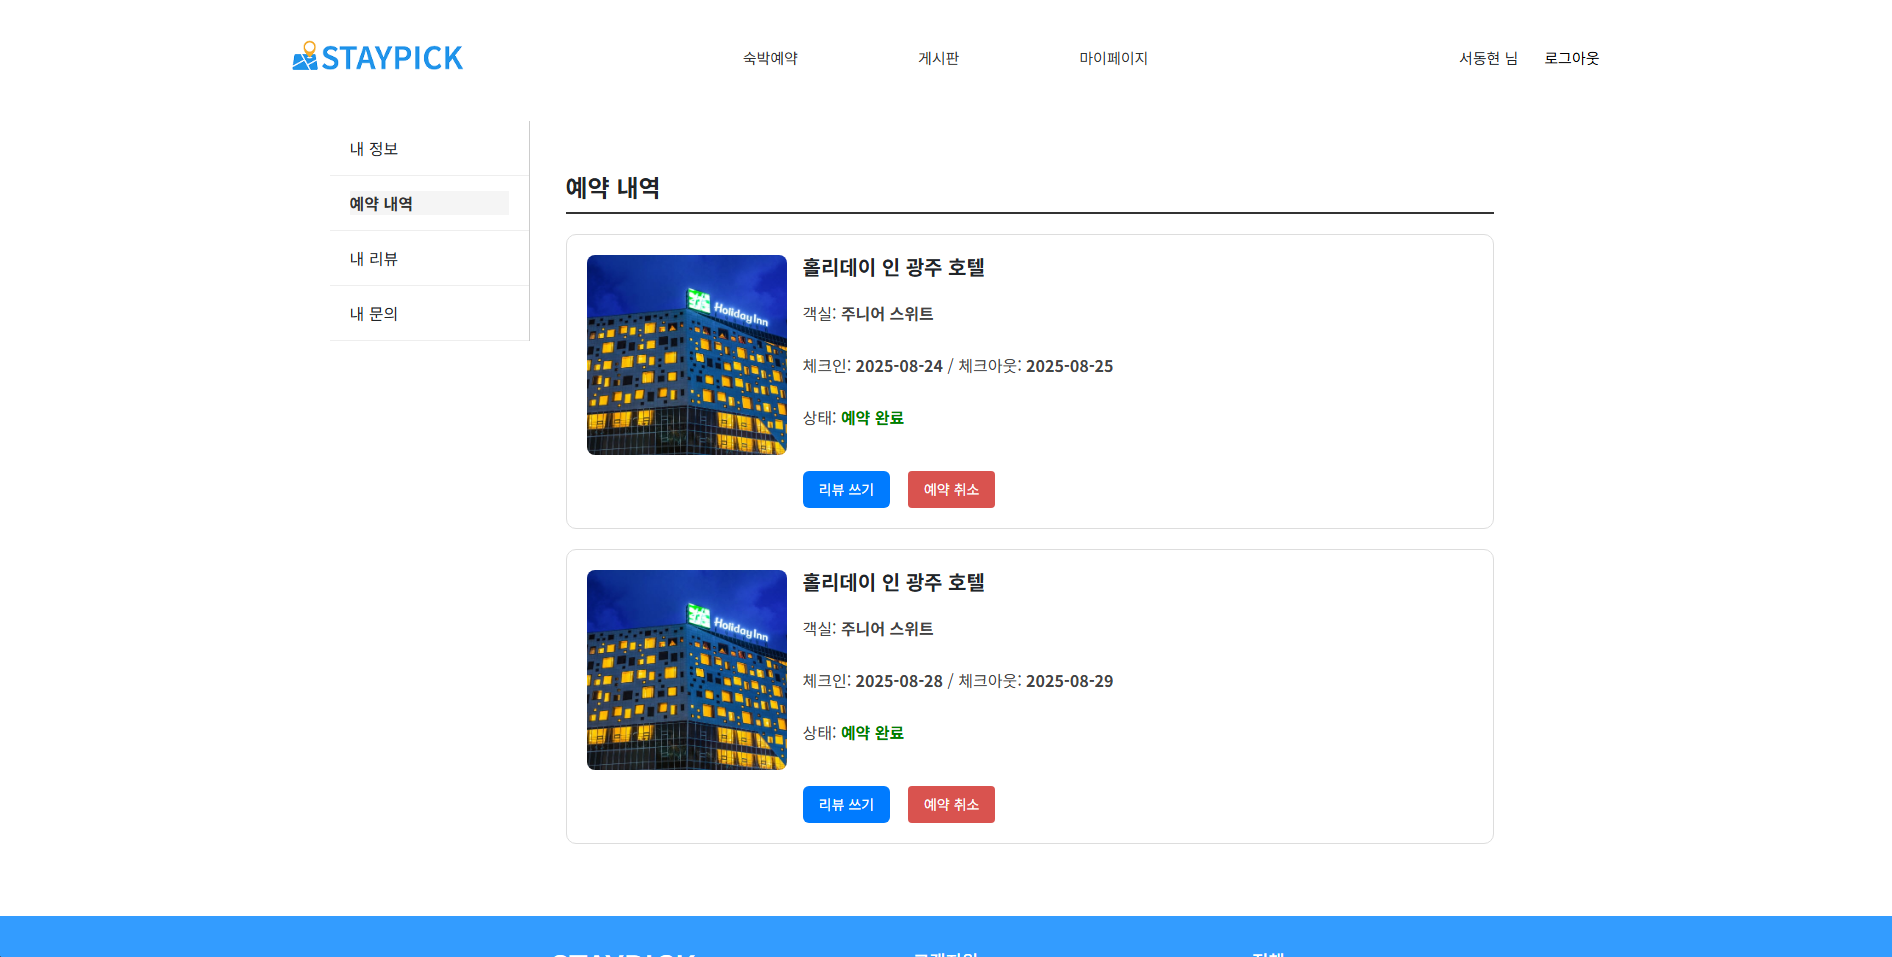 STAYPICK
숙박예약 게시판 마이페이지 서동현 님 로그아웃
내 정보
예약 내역
내 리뷰
내 문의
예약 내역
Holiday Inn
홀리데이 인 광주 호텔
객실: 주니어 스위트
체크인: 2025-08-24 / 체크아웃: 2025-08-25
상태: 예약 완료
리뷰 쓰기 예약 취소
Holiday Inn
홀리데이 인 광주 호텔
객실: 주니어 스위트
체크인: 2025-08-28 / 체크아웃: 2025-08-29
상태: 예약 완료
리뷰 쓰기 예약 취소
STAYPICK